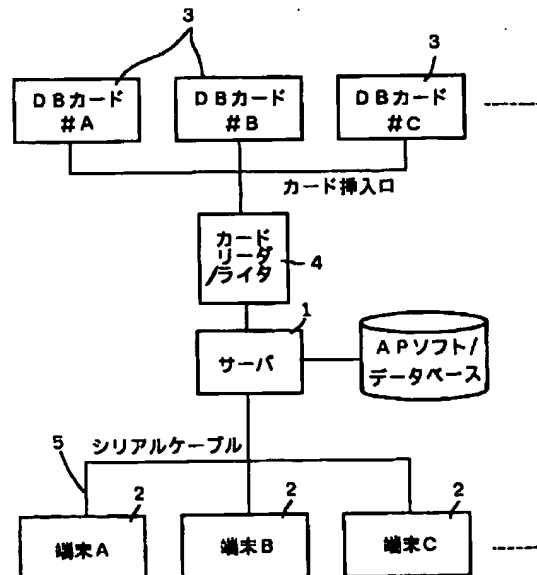 3
3
DBカード
#A
DBカード
#B
DBカード
#C
カード挿入口
カード
リーダ
/ライタ
4
1
サーバ
APソフト/
データベース
シリアルケーブル
5
2
2
2
端末A
端末B
端末C